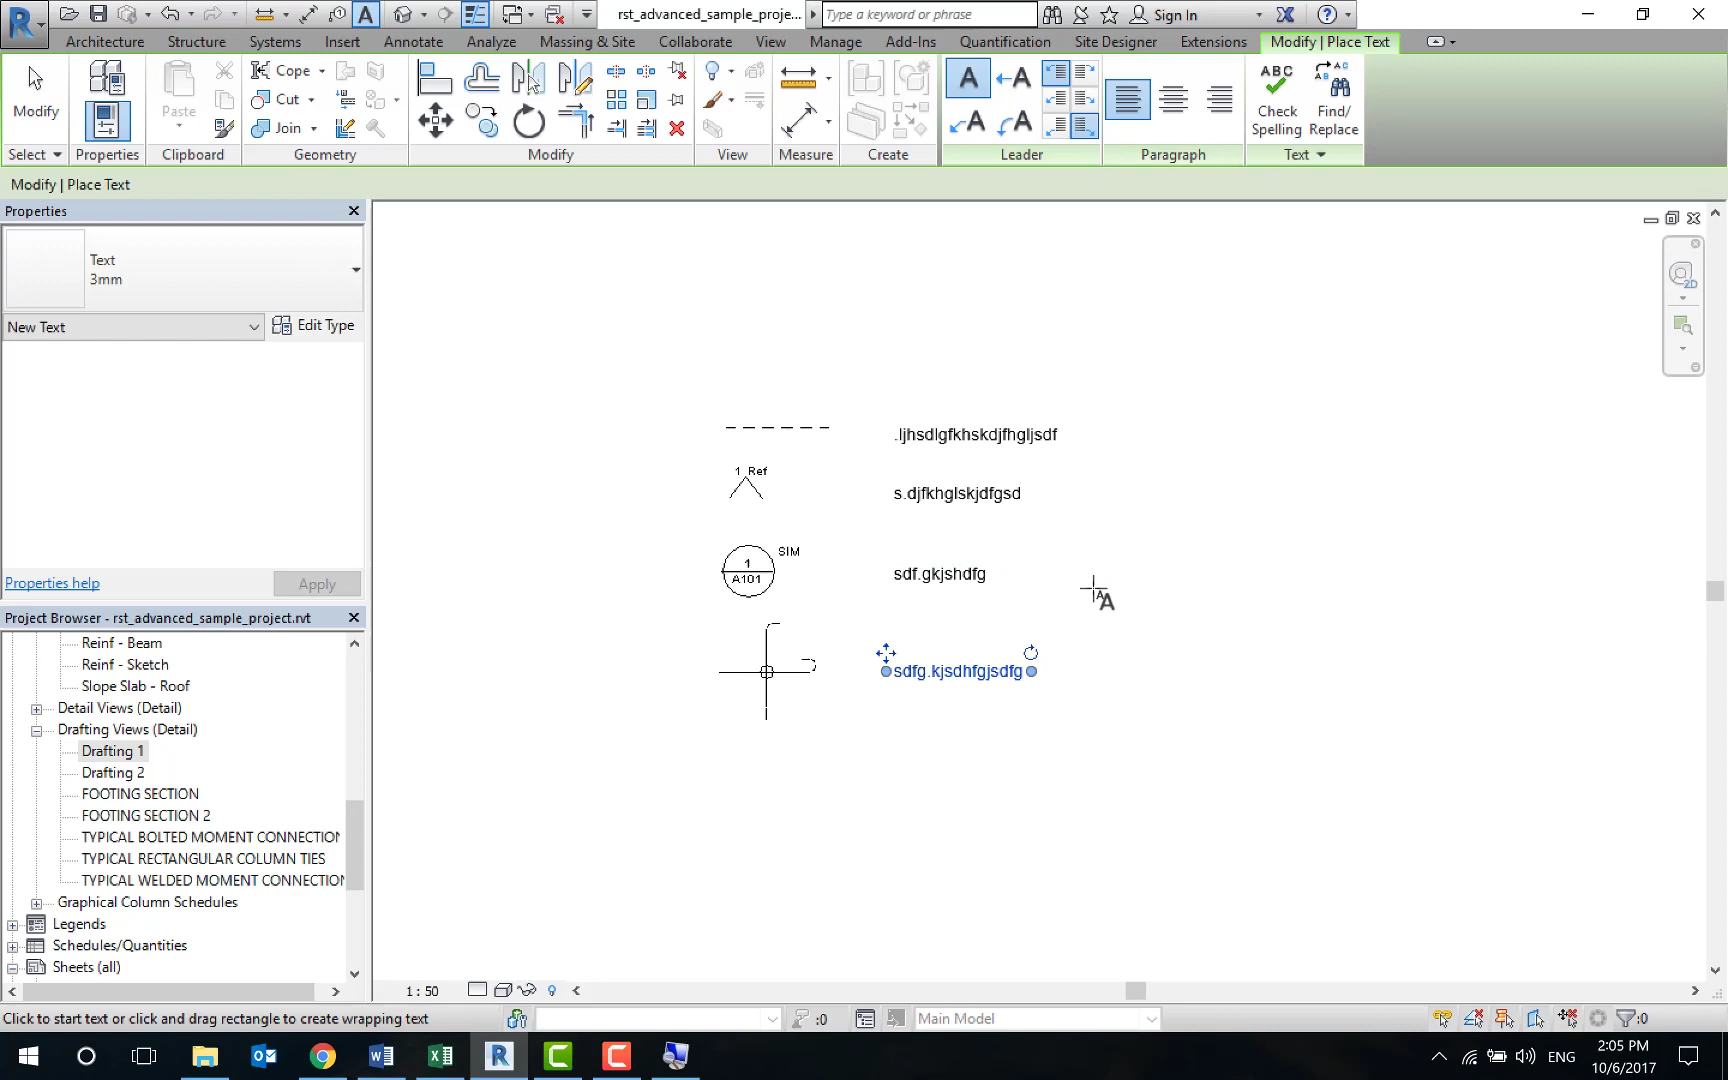 rst_advanced_sample_proje...
Type a keyword or phrase
Sign In
Architecture Structure Systems Insert Annotate Analyze Massing & Site Collaborate View Manage Add-Ins Quantification Site Designer Extensions Modify | Place Text
Modify
Paste
Cope
Cut
Join
A
A
A
A
ABC
Check
Spelling
Find/
Replace
Select Properties Clipboard Geometry Modify View Measure Create Leader Paragraph Text
Modify | Place Text
Properties
Text
3mm
New Text
Edit Type
Properties help
Apply
Project Browser - rst_advanced_sample_project.rvt
Reinf - Beam
Reinf - Sketch
Slope Slab - Roof
Detail Views (Detail)
Drafting Views (Detail)
Drafting 1
Drafting 2
FOOTING SECTION
FOOTING SECTION 2
TYPICAL BOLTED MOMENT CONNECTION
TYPICAL RECTANGULAR COLUMN TIES
TYPICAL WELDED MOMENT CONNECTION
Graphical Column Schedules
Legends
Schedules/Quantities
Sheets (all)
2D
.ljhsdlgfkhskdjfhgljsdf
1 Ref
s.djfkhglskjdfgsd
SIM
1
A101
sdf.gkjshdfg
sdfg.kjsdhfgjsdfg
1 : 50
Click to start text or click and drag rectangle to create wrapping text
:0
Main Model
:0
ENG
2:05 PM
10/6/2017